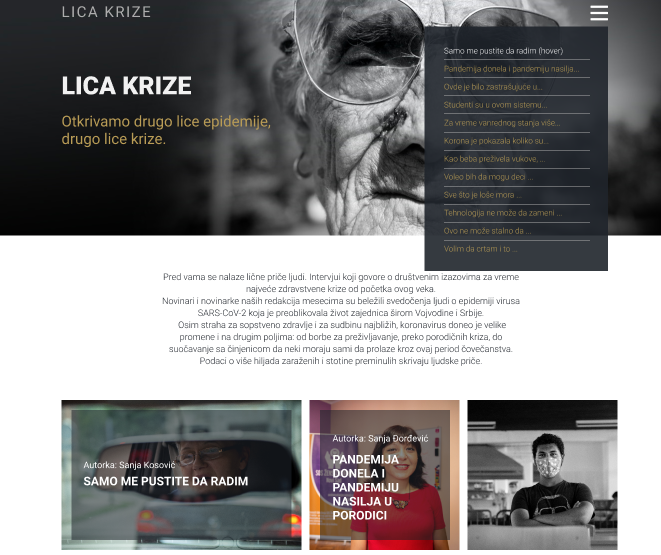 LICA KRIZE
Samo me pustite da radim (hover)
Pandemija donela i pandemiju nasilja...
Ovde je bilo zastrašujuće u...
Studenti su u ovom sistemu...
Za vreme vanrednog stanja više...
Korona je pokazala koliko su...
Kao bebe preživela vukove, ...
Voleo bih da mogu deci ...
Sve što je loše mora ...
Tehnologija ne može da zameni ...
Ovo ne može stalno da ...
Volim da crtam i to ...
LICA KRIZE
Otkrivamo drugo lice epidemije,
drugo lice krize.
Pred vama se nalaze lične priče ljudi. Intervjui koji govore o društvenim izazovima za vreme
najveće zdravstvene krize od početka ovog veka.
Novinari i novinarke naših redakcija mesecima su beležili svedočenja ljudi o epidemiji virusa
SARS-CoV-2 koja je preoblikovala život zajednica širom Vojvodine i Srbije.
Osim straha za sopstveno zdravlje i za sudbinu najbližih, koronavirus doneo je velike
promene i na drugim poljima: od borbe za preživljavanje, preko porodičnih kriza, do
suočavanje sa činjenicom da neki moraju sami da prolaze kroz ovaj period čovečanstva.
Podaci o više hiljada zaraženih i stotine preminulih skrivaju ljudske priče.
Autorka: Sanja Kosović
SAMO ME PUSTITE DA RADIM
Autorka: Sanja Đorđević
PANDEMIJA
DONELA I
PANDEMIJU
NASILJA U
PORODICI